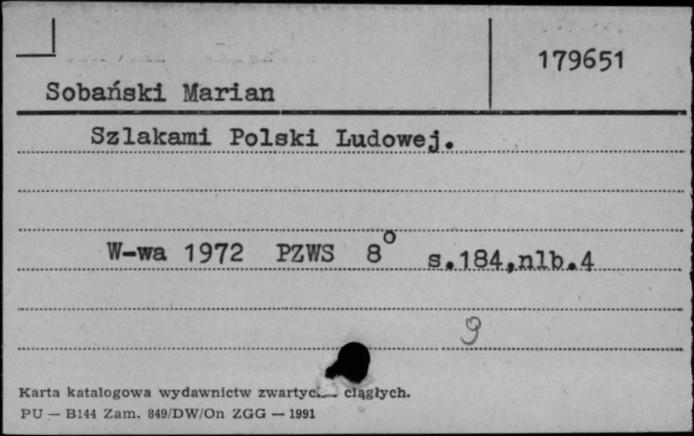 179651
Sobański Marian
Szlakami Polski Ludowej.
W-wa 1972 PZWS 8° s.184,nlb.4
9
Karta katalogowa wydawnictw ciągłych.
PU — B144 Zam. 849/DW/On ZGG — 1991